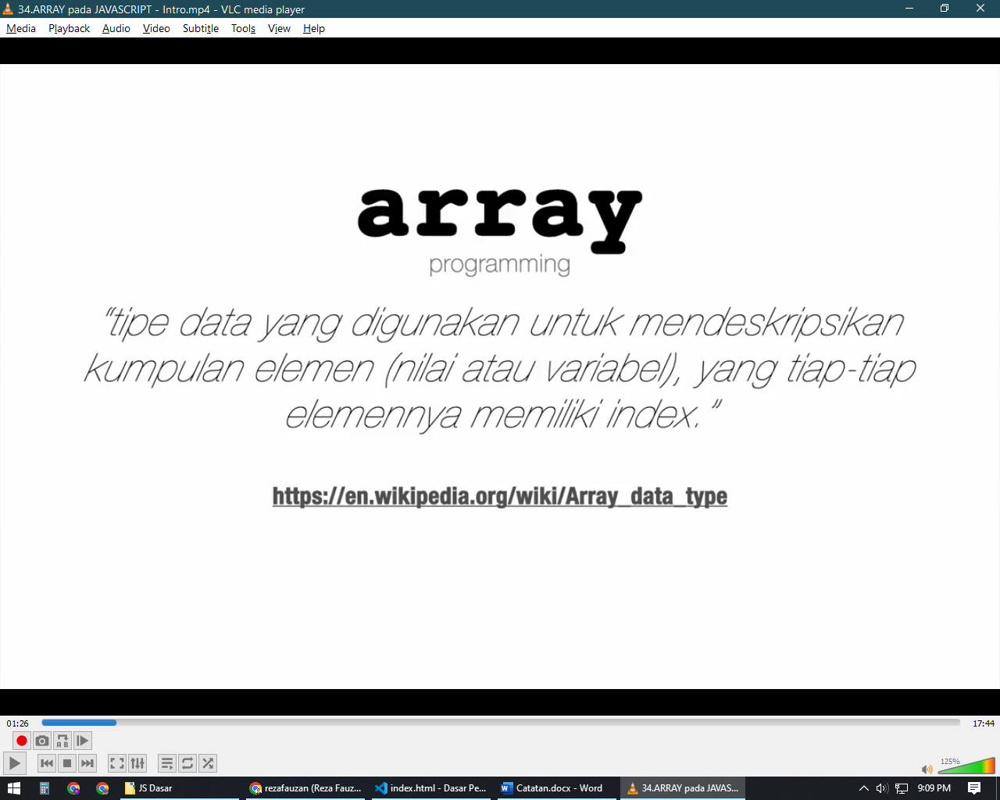 34.ARRAY pada JAVASCRIPT - Intro.mp4 - VLC media player
Media Playback Audio Video Subtitle Tools View Help
array
programming
“tipe data yang digunakan untuk mendeskripsikan
kumpulan elemen (nilai atau variabel), yang tiap-tiap
elemennya memiliki index.”
https://en.wikipedia.org/wiki/Array_data_type
01:26 17:44
A B
125%
JS Dasar rezafauzan (Reza Fauz... index.html - Dasar Pe... Catatan.docx - Word 34.ARRAY pada JAVAS... 9:09 PM